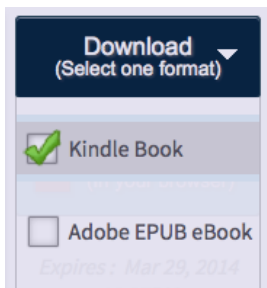 Download
(Select one format)
Kindle Book
Adobe EPUB eBook
Expires : Mar 29, 2014